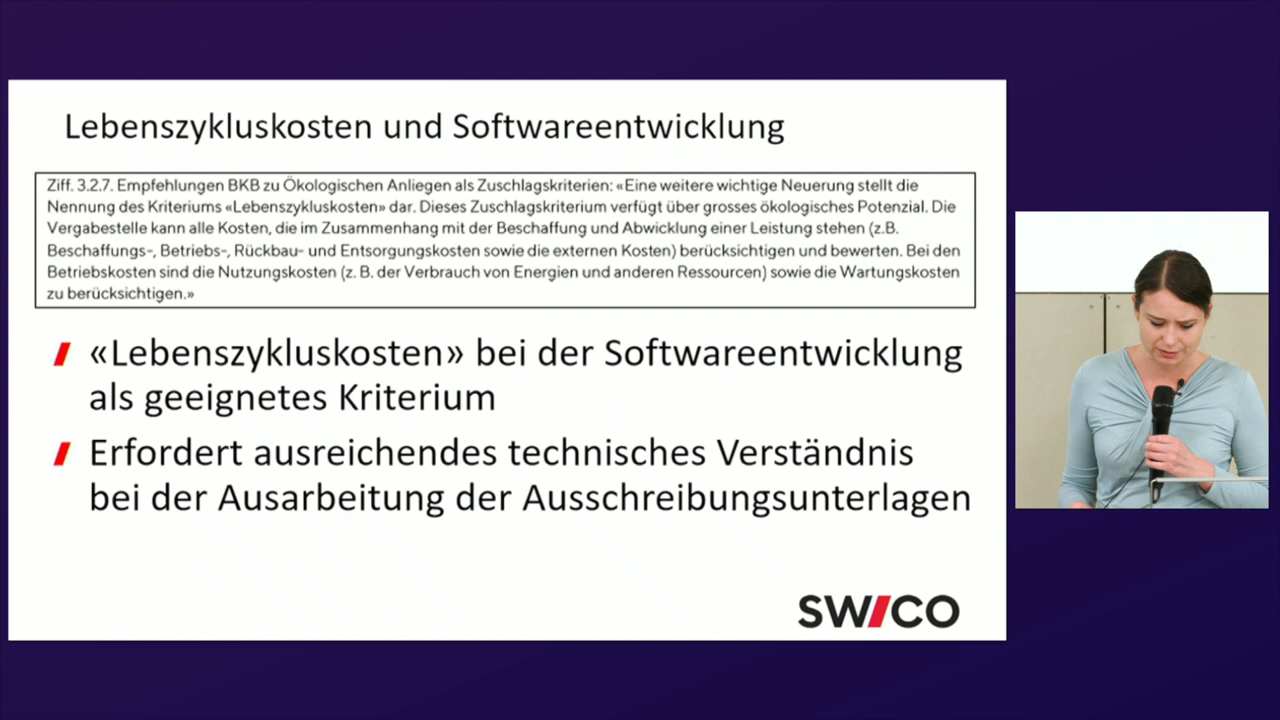 Lebenszykluskosten und Softwareentwicklung
Ziff. 3.2.7. Empfehlungen BKB zu Ökologischen Anliegen als Zuschlagskriterien: «Eine weitere wichtige Neuerung stellt die
Nennung des Kriteriums «Lebenszykluskosten» dar. Dieses Zuschlagskriterium verfügt über grosses ökologisches Potenzial. Die
Vergabestelle kann alle Kosten, die im Zusammenhang mit der Beschaffung und Abwicklung einer Leistung stehen (z.B.
Beschaffungs-, Betriebs-, Rückbau- und Entsorgungskosten sowie die externen Kosten) berücksichtigen und bewerten. Bei den
Betriebskosten sind die Nutzungskosten (z. B. der Verbrauch von Energien und anderen Ressourcen) sowie die Wartungskosten
zu berücksichtigen.»
«Lebenszykluskosten» bei der Softwareentwicklung
als geeignetes Kriterium
Erfordert ausreichendes technisches Verständnis
bei der Ausarbeitung der Ausschreibungsunterlagen
SWICO